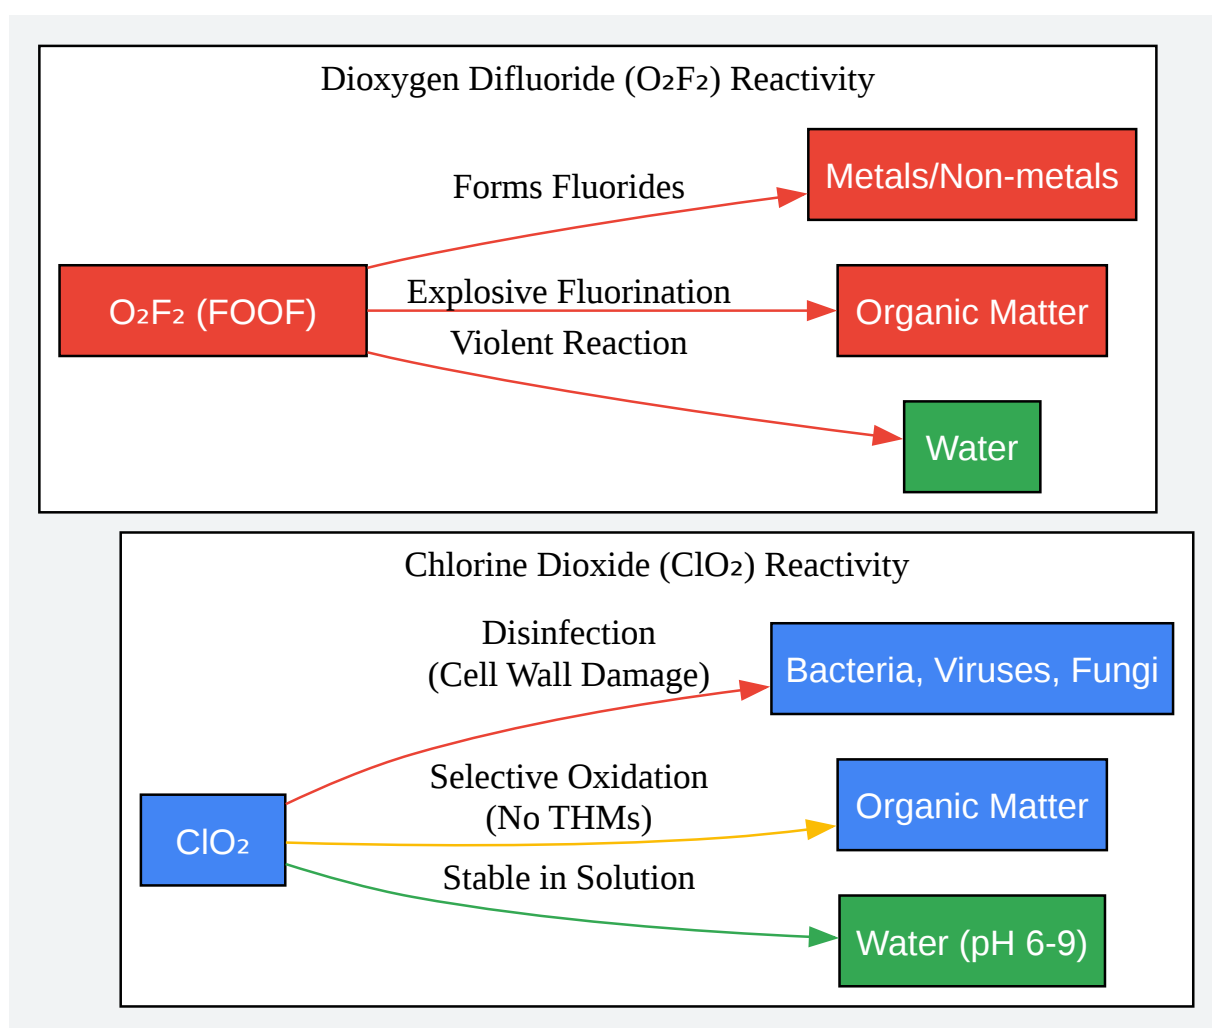 Dioxygen Difluoride (O₂F₂) Reactivity
Forms Fluorides
Metals/Non-metals
O₂F₂ (FOOF)
Explosive Fluorination
Organic Matter
Violent Reaction
Water
Chlorine Dioxide (ClO₂) Reactivity
Disinfection
(Cell Wall Damage)
Bacteria, Viruses, Fungi
Selective Oxidation
(No THMs)
Organic Matter
ClO₂
Stable in Solution
Water (pH 6-9)